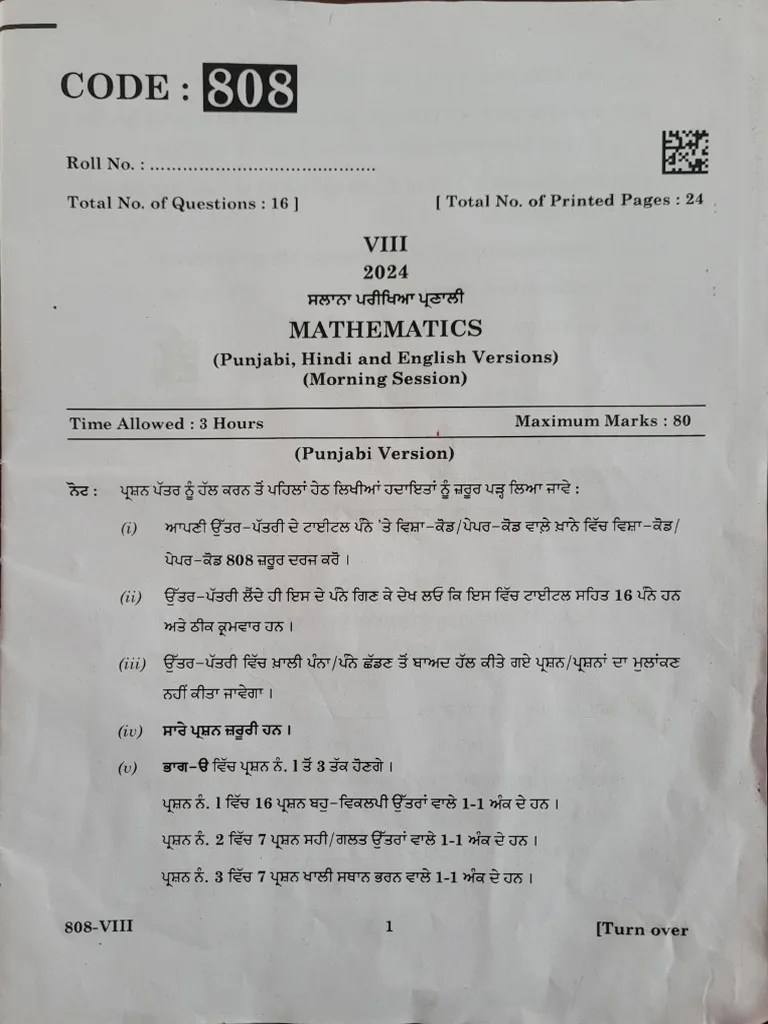 CODE : 808
Roll No. : ........................................
Total No. of Questions : 16 ]
[ Total No. of Printed Pages : 24
VIII
2024
ਸਲਾਨਾ ਪਰੀਖਿਆ ਪ੍ਰਣਾਲੀ
MATHEMATICS
(Punjabi, Hindi and English Versions)
(Morning Session)
Time Allowed : 3 Hours
Maximum Marks : 80
(Punjabi Version)
ਨੋਟ : ਪ੍ਰਸ਼ਨ ਪੱਤਰ ਨੂੰ ਹੱਲ ਕਰਨ ਤੋਂ ਪਹਿਲਾਂ ਹੇਠ ਲਿਖੀਆਂ ਹਦਾਇਤਾਂ ਨੂੰ ਜ਼ਰੂਰ ਪੜ੍ਹ ਲਿਆ ਜਾਵੇ :
(i) ਆਪਣੀ ਉੱਤਰ-ਪੱਤਰੀ ਦੇ ਟਾਈਟਲ ਪੰਨੇ 'ਤੇ ਵਿਸ਼ਾ-ਕੋਡ/ਪੇਪਰ-ਕੋਡ ਵਾਲ਼ੇ ਖ਼ਾਨੇ ਵਿੱਚ ਵਿਸ਼ਾ-ਕੋਡ/
ਪੇਪਰ-ਕੋਡ 808 ਜ਼ਰੂਰ ਦਰਜ ਕਰੋ ।
(ii) ਉੱਤਰ-ਪੱਤਰੀ ਲੈਂਦੇ ਹੀ ਇਸ ਦੇ ਪੰਨੇ ਗਿਣ ਕੇ ਦੇਖ ਲਓ ਕਿ ਇਸ ਵਿੱਚ ਟਾਈਟਲ ਸਹਿਤ 16 ਪੰਨੇ ਹਨ
ਅਤੇ ਠੀਕ ਕ੍ਰਮਵਾਰ ਹਨ ।
(iii) ਉੱਤਰ-ਪੱਤਰੀ ਵਿੱਚ ਖ਼ਾਲੀ ਪੰਨਾ/ਪੰਨੇ ਛੱਡਣ ਤੋਂ ਬਾਅਦ ਹੱਲ ਕੀਤੇ ਗਏ ਪ੍ਰਸ਼ਨ/ਪ੍ਰਸ਼ਨਾਂ ਦਾ ਮੁਲਾਂਕਣ
ਨਹੀਂ ਕੀਤਾ ਜਾਵੇਗਾ ।
(iv) ਸਾਰੇ ਪ੍ਰਸ਼ਨ ਜ਼ਰੂਰੀ ਹਨ ।
(v) ਭਾਗ-ੳ ਵਿੱਚ ਪ੍ਰਸ਼ਨ ਨੰ. 1 ਤੋਂ 3 ਤੱਕ ਹੋਣਗੇ ।
ਪ੍ਰਸ਼ਨ ਨੰ. 1 ਵਿੱਚ 16 ਪ੍ਰਸ਼ਨ ਬਹੁ-ਵਿਕਲਪੀ ਉੱਤਰਾਂ ਵਾਲੇ 1-1 ਅੰਕ ਦੇ ਹਨ ।
ਪ੍ਰਸ਼ਨ ਨੰ. 2 ਵਿੱਚ 7 ਪ੍ਰਸ਼ਨ ਸਹੀ/ਗਲਤ ਉੱਤਰਾਂ ਵਾਲੇ 1-1 ਅੰਕ ਦੇ ਹਨ ।
ਪ੍ਰਸ਼ਨ ਨੰ. 3 ਵਿੱਚ 7 ਪ੍ਰਸ਼ਨ ਖਾਲੀ ਸਥਾਨ ਭਰਨ ਵਾਲੇ 1-1 ਅੰਕ ਦੇ ਹਨ ।
808-VIII
1
[Turn over